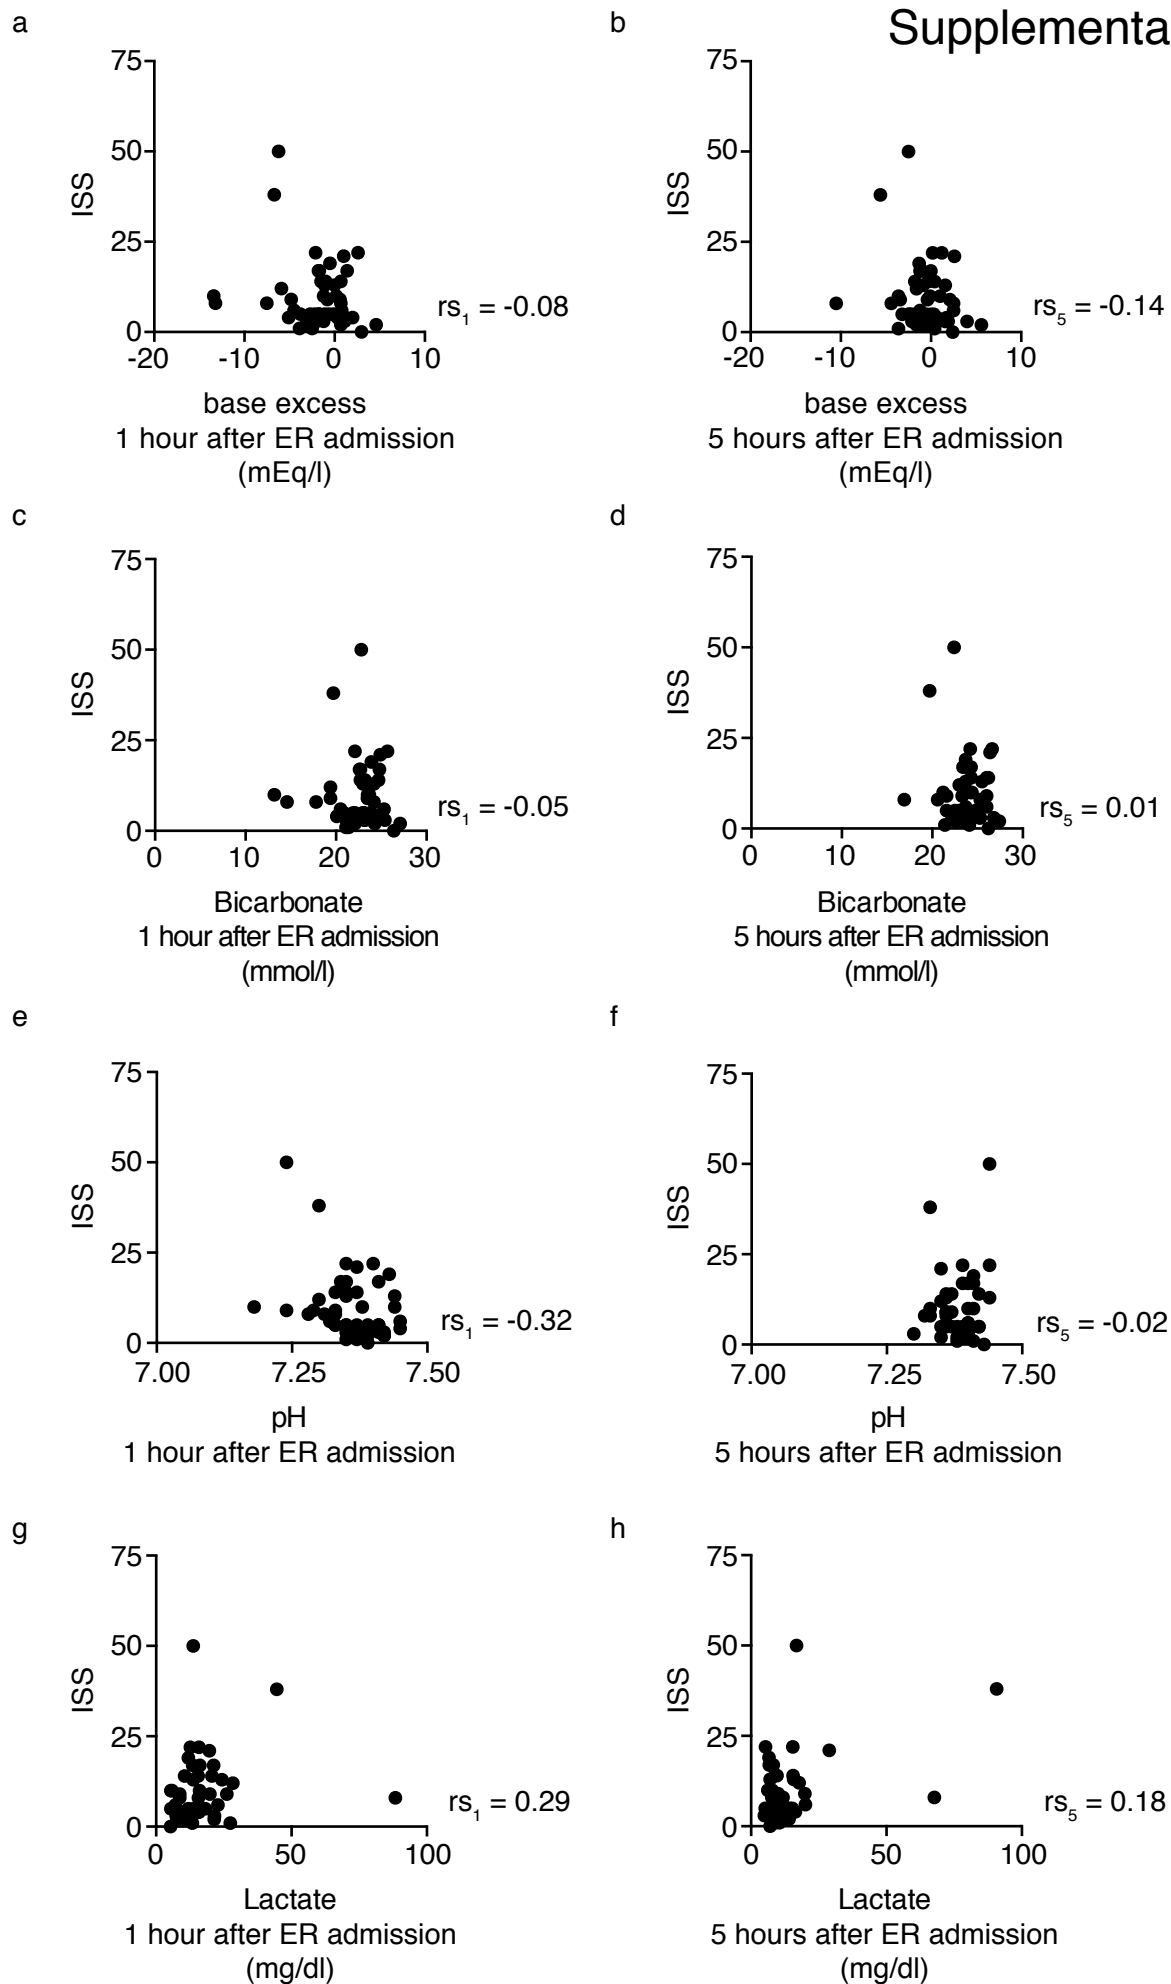 Supplementa
a
75
50
25
0
ISS
-20 -10 0 10
rs1 = -0.08
base excess
1 hour after ER admission
(mEq/l)
b
75
50
25
0
ISS
-20 -10 0 10
rs5 = -0.14
base excess
5 hours after ER admission
(mEq/l)
c
75
50
25
0
ISS
0 10 20 30
rs1 = -0.05
Bicarbonate
1 hour after ER admission
(mmol/l)
d
75
50
25
0
ISS
0 10 20 30
rs5 = 0.01
Bicarbonate
5 hours after ER admission
(mmol/l)
e
75
50
25
0
ISS
7.00 7.25 7.50
rs1 = -0.32
pH
1 hour after ER admission
f
75
50
25
0
ISS
7.00 7.25 7.50
rs5 = -0.02
pH
5 hours after ER admission
g
75
50
25
0
ISS
0 50 100
rs1 = 0.29
Lactate
1 hour after ER admission
(mg/dl)
h
75
50
25
0
ISS
0 50 100
rs5 = 0.18
Lactate
5 hours after ER admission
(mg/dl)